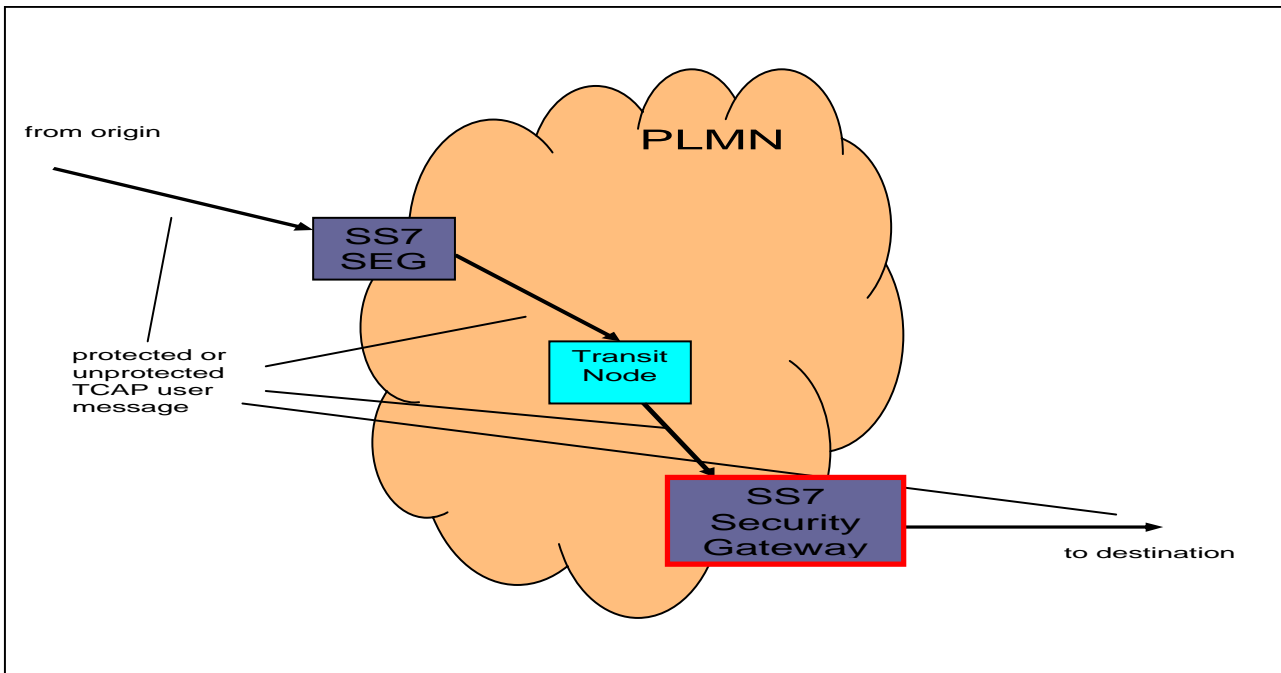 PLMN
from origin
SS7
SEG
protected or
unprotected
TCAP user
message
Transit
Node
SS7
Security
Gateway
to destination